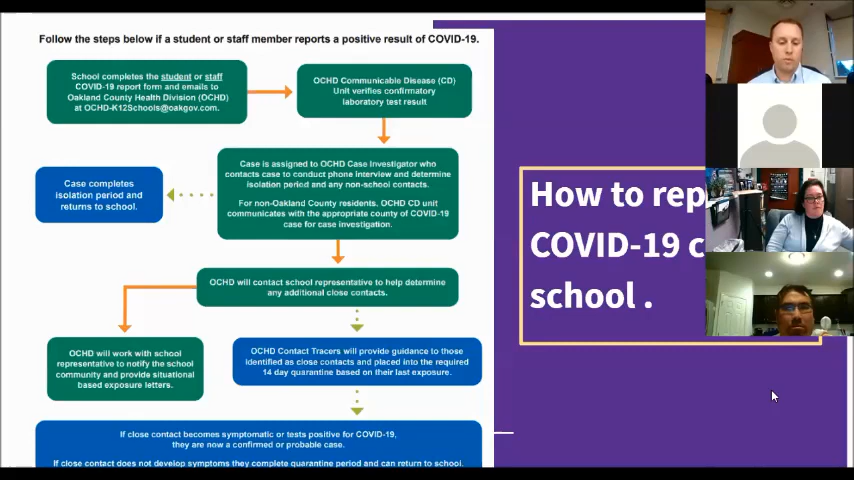 Follow the steps below if a student or staff member reports a positive result of COVID-19.
School completes the student or staff
COVID-19 report form and emails to
Oakland County Health Division (OCHD)
at OCHD-K12Schools@oakgov.com.
OCHD Communicable Disease (CD)
Unit verifies confirmatory
laboratory test result
Case is assigned to OCHD Case Investigator who
contacts case to conduct phone interview and determine
isolation period and any non-school contacts.
For non-Oakland County residents. OCHD CD unit
communicates with the appropriate county of COVID-19
case for case investigation.
Case completes
isolation period and
returns to school.
OCHD will contact school representative to help determine
any additional close contacts.
OCHD will work with school
representative to notify the school
community and provide situational
based exposure letters.
OCHD Contact Tracers will provide guidance to those
identified as close contacts and placed into the required
14 day quarantine based on their last exposure.
If close contact becomes symptomatic or tests positive for COVID-19,
they are now a confirmed or probable case.
If close contact does not develop symptoms they complete quarantine period and can return to school.
How to rep
COVID-19 c
school .